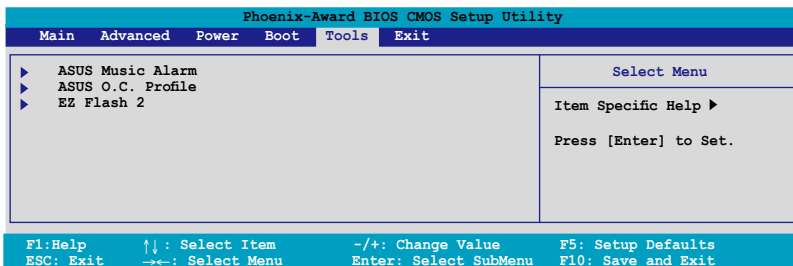 Phoenix-Award BIOS CMOS Setup Utility
Main Advanced Power Boot Tools Exit
ASUS Music Alarm
ASUS O.C. Profile
EZ Flash 2
Select Menu
Item Specific Help
Press [Enter] to Set.
F1:Help ↑↓ : Select Item -/+: Change Value F5: Setup Defaults
ESC: Exit →←: Select Menu Enter: Select SubMenu F10: Save and Exit